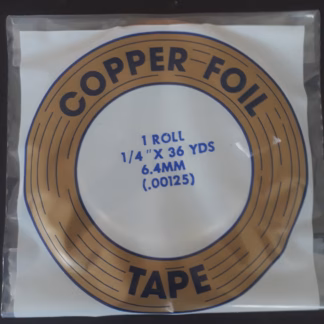 COPPER FOIL
1 ROLL
1/4" X 36 YDS
6.4MM
(.00125)
TAPE